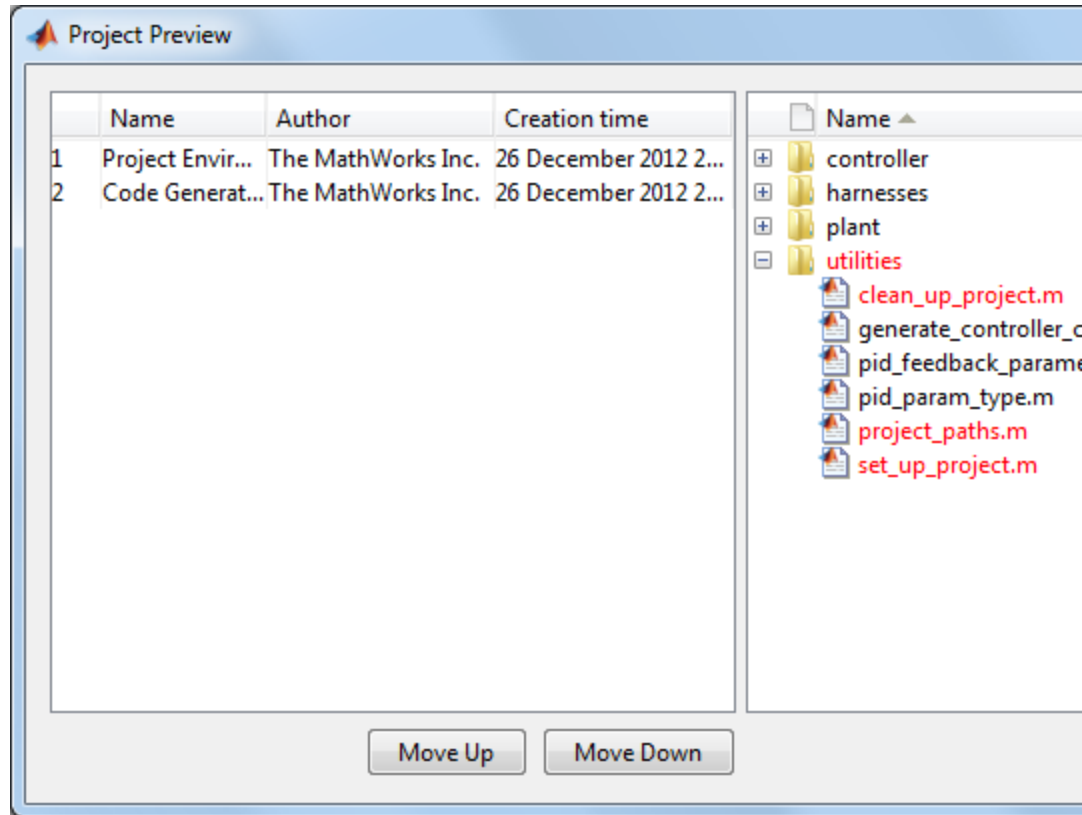 Project Preview
Name Author Creation time
1 Project Envir... The MathWorks Inc. 26 December 2012 2...
2 Code Generat... The MathWorks Inc. 26 December 2012 2...
Name
controller
harnesses
plant
utilities
clean_up_project.m
generate_controller_c
pid_feedback_parame
pid_param_type.m
project_paths.m
set_up_project.m
Move Up Move Down